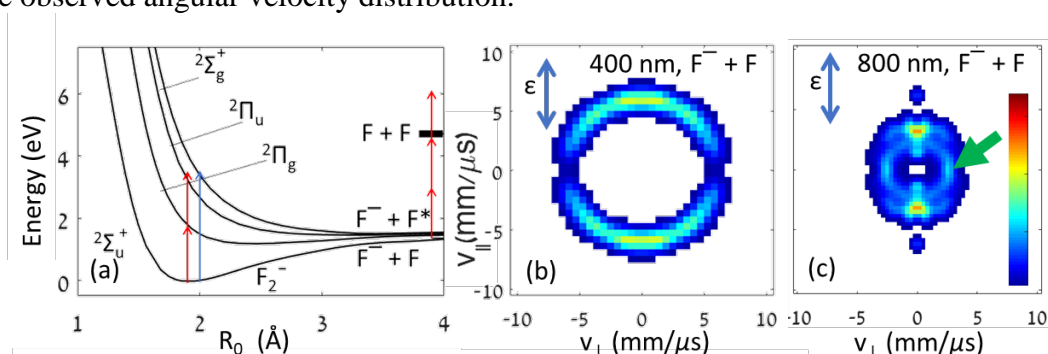 e observed angular velocity distribution.
²Σg⁺
²Πu
²Πg
²Σu⁺
F₂⁻
F + F
F⁻ + F*
F⁻ + F
(a)
Energy (eV)
6
4
2
0
1 2 3 4
R₀ (Å)
400 nm, F⁻ + F
ε
(b)
v∥(mm/μs)
10
5
0
-5
-10
-10 -5 0 5 10
v⊥ (mm/μs)
800 nm, F⁻ + F
ε
(c)
-10 -5 0 5 10
v⊥ (mm/μs)